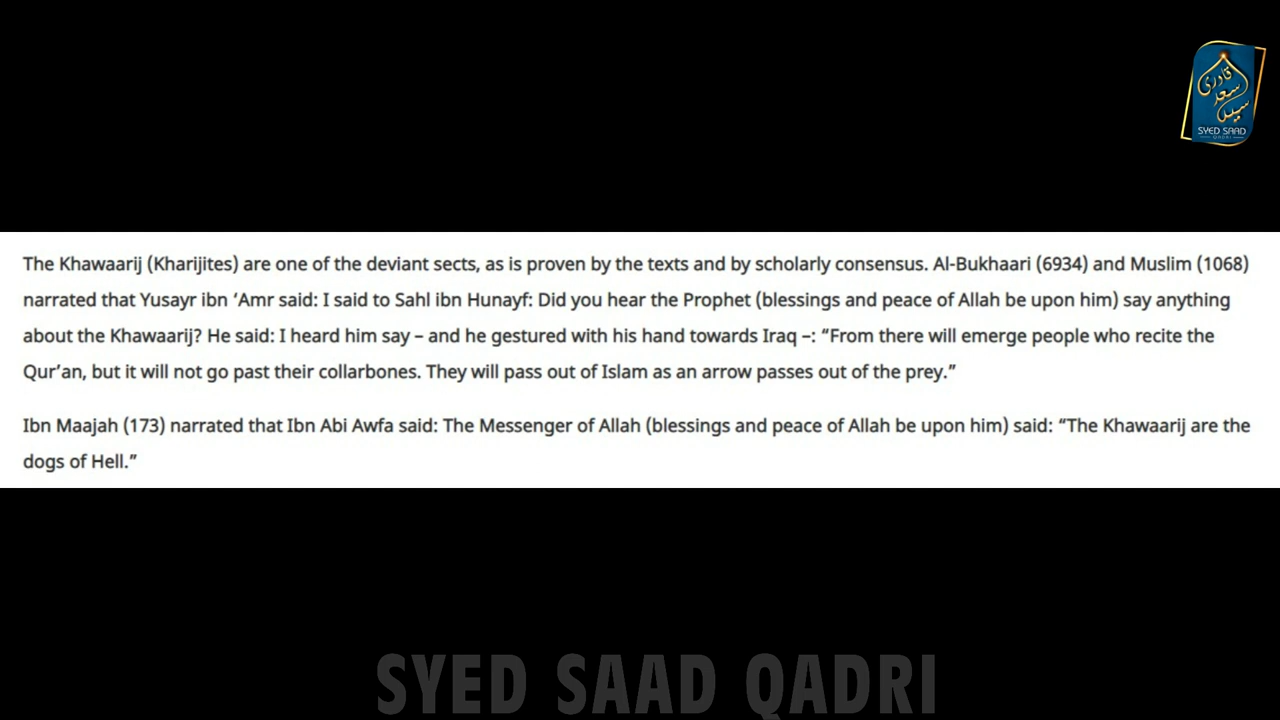 قادری
سعد
سید
SYED SAAD
QADRI
The Khawaarij (Kharijites) are one of the deviant sects, as is proven by the texts and by scholarly consensus. Al-Bukhaari (6934) and Muslim (1068)
narrated that Yusayr ibn ‘Amr said: I said to Sahl ibn Hunayf: Did you hear the Prophet (blessings and peace of Allah be upon him) say anything
about the Khawaarij? He said: I heard him say – and he gestured with his hand towards Iraq –: “From there will emerge people who recite the
Qur’an, but it will not go past their collarbones. They will pass out of Islam as an arrow passes out of the prey.”
Ibn Maajah (173) narrated that Ibn Abi Awfa said: The Messenger of Allah (blessings and peace of Allah be upon him) said: “The Khawaarij are the
dogs of Hell.”
SYED SAAD QADRI